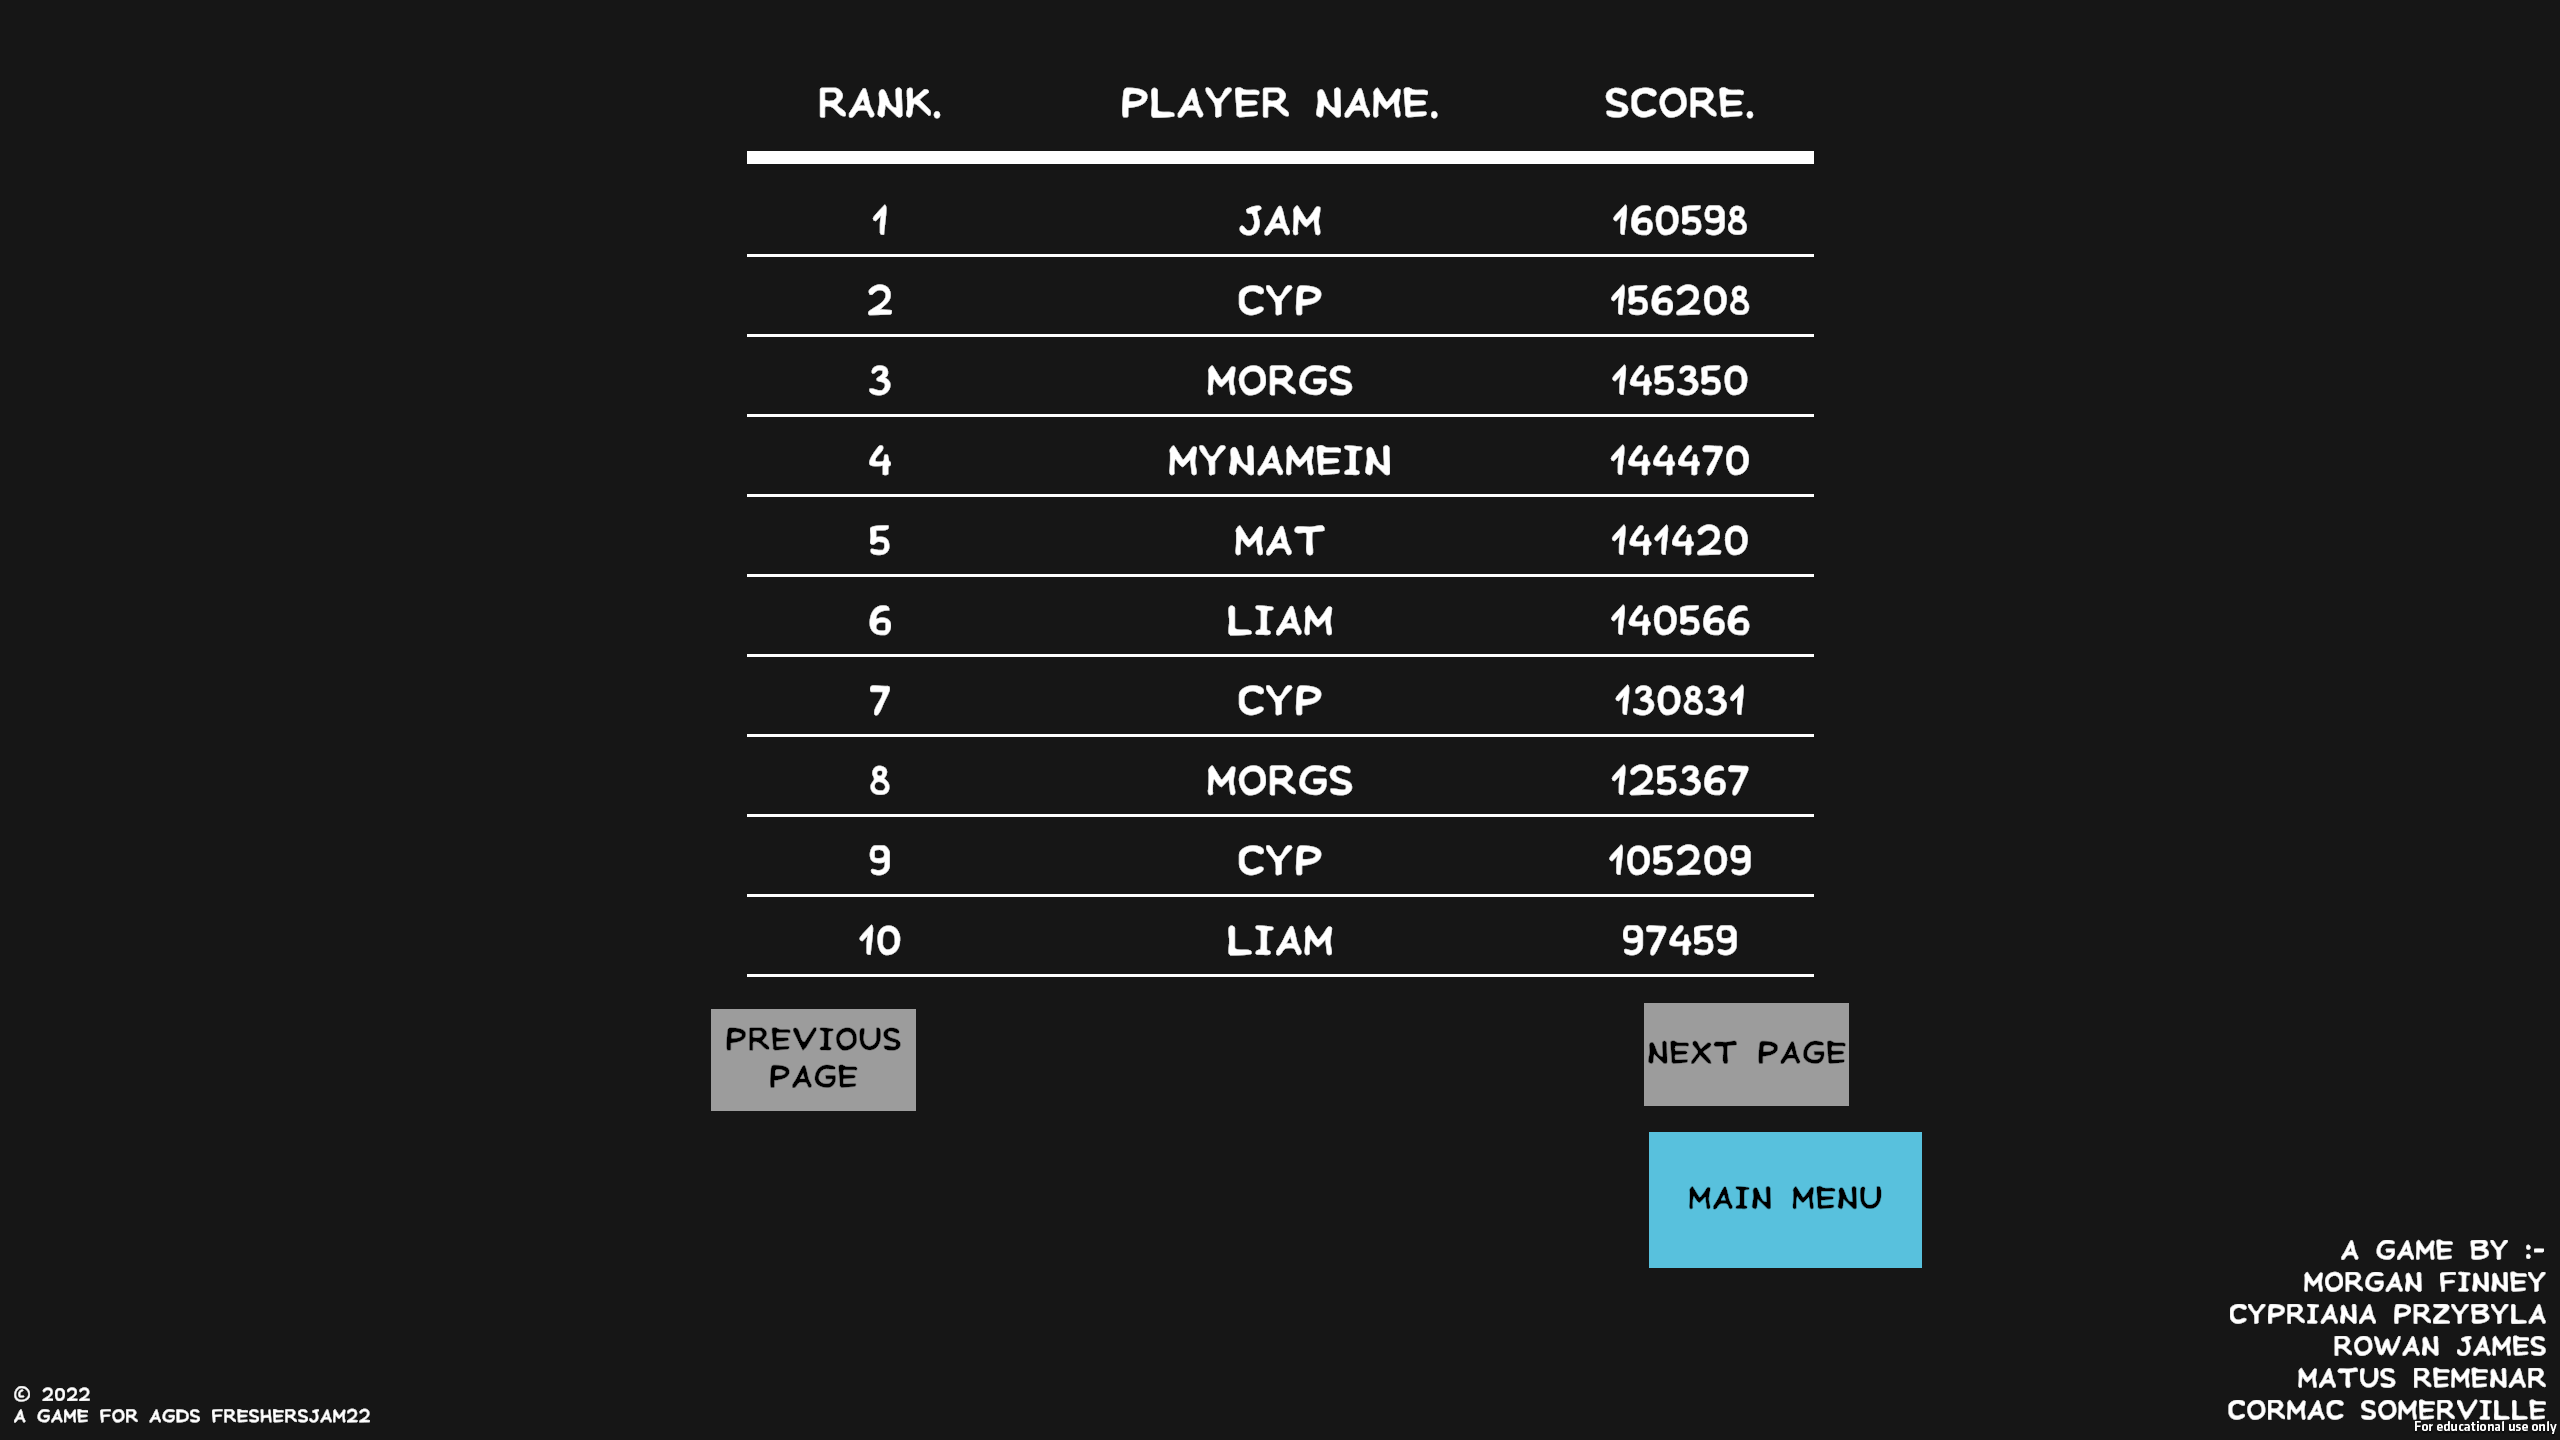 RANK. PLAYER NAME. SCORE.
1 JAM 160598
2 CYP 156208
3 MORGS 145350
4 MYNAMEIN 144470
5 MAT 141420
6 LIAM 140566
7 CYP 130831
8 MORGS 125367
9 CYP 105209
10 LIAM 97459
PREVIOUS
PAGE
NEXT PAGE
MAIN MENU
© 2022
A GAME FOR AGDS FRESHERSJAM22
A GAME BY :-
MORGAN FINNEY
CYPRIANA PRZYBYLA
ROWAN JAMES
MATUS REMENAR
CORMAC SOMERVILLE
For educational use only